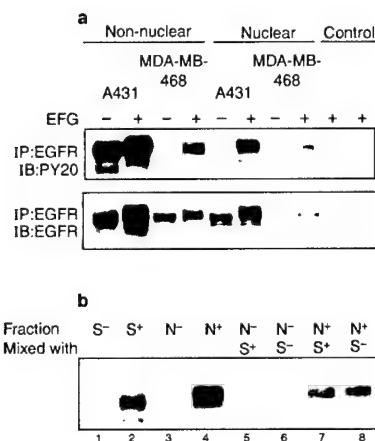 a
Non-nuclear Nuclear Control
MDA-MB- MDA-MB-
A431 468 A431 468
EFG − + − + − + − + + +
IP:EGFR
IB:PY20
IP:EGFR
IB:EGFR
b
Fraction S− S+ N− N+ N− N− N+ N+
Mixed with S+ S− S+ S−
1 2 3 4 5 6 7 8